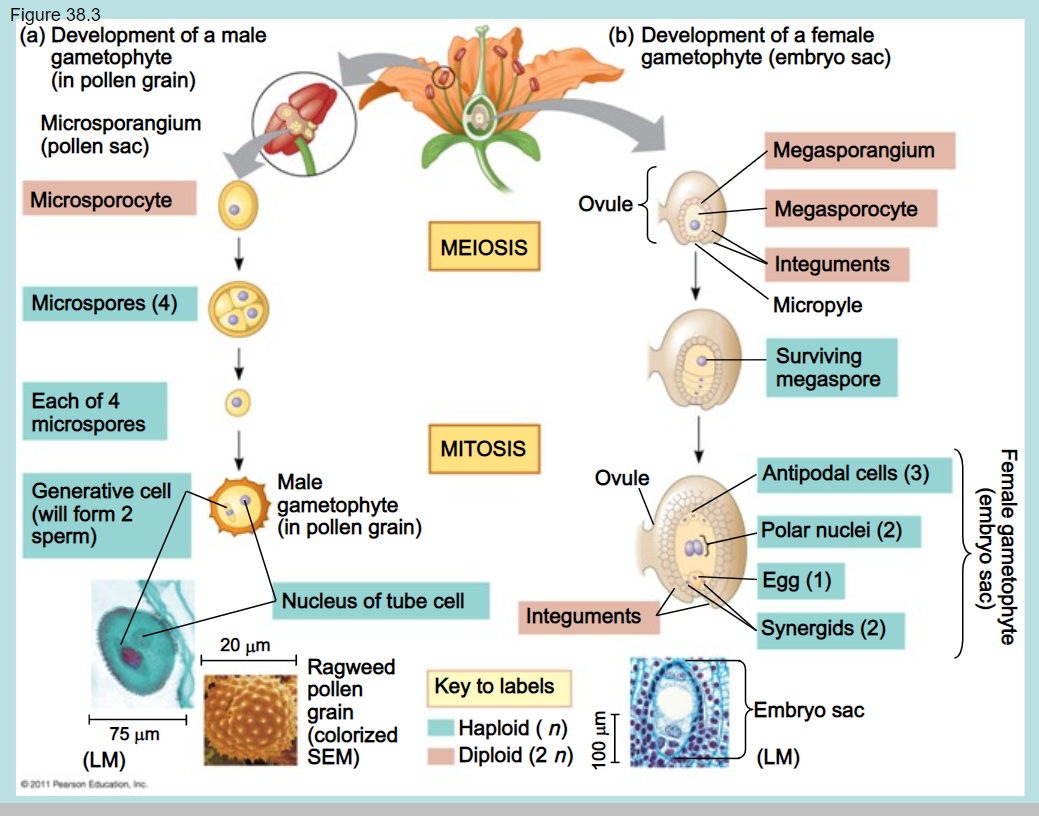 Figure 38.3
(a) Development of a male
gametophyte
(in pollen grain)
(b) Development of a female
gametophyte (embryo sac)
Microsporangium
(pollen sac)
Microsporocyte
MEIOSIS
Microspores (4)
Each of 4
microspores
MITOSIS
Generative cell
(will form 2
sperm)
Male
gametophyte
(in pollen grain)
Nucleus of tube cell
20 μm
75 μm
(LM)
Ragweed
pollen
grain
(colorized
SEM)
Key to labels
Haploid ( n)
Diploid (2 n)
Ovule
Megasporangium
Megasporocyte
Integuments
Micropyle
Surviving
megaspore
Ovule
Antipodal cells (3)
Polar nuclei (2)
Egg (1)
Synergids (2)
Integuments
Female gametophyte
(embryo sac)
Embryo sac
100 μm
(LM)
© 2011 Pearson Education, Inc.